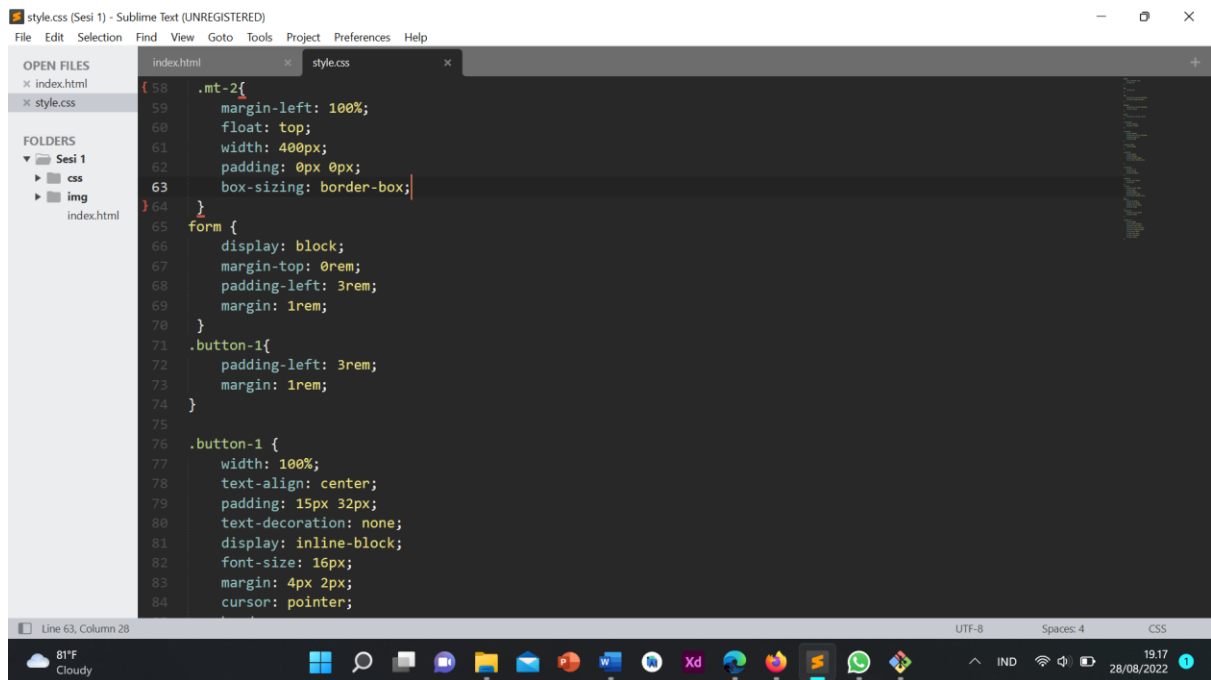 style.css (Sesi 1) - Sublime Text (UNREGISTERED)
File Edit Selection Find View Goto Tools Project Preferences Help
OPEN FILES
index.html
style.css
FOLDERS
Sesi 1
css
img
index.html
index.html style.css
58 .mt-2{
59 margin-left: 100%;
60 float: top;
61 width: 400px;
62 padding: 0px 0px;
63 box-sizing: border-box;
64 }
65 form {
66 display: block;
67 margin-top: 0rem;
68 padding-left: 3rem;
69 margin: 1rem;
70 }
71 .button-1{
72 padding-left: 3rem;
73 margin: 1rem;
74 }
75
76 .button-1 {
77 width: 100%;
78 text-align: center;
79 padding: 15px 32px;
80 text-decoration: none;
81 display: inline-block;
82 font-size: 16px;
83 margin: 4px 2px;
84 cursor: pointer;
Line 63, Column 28 UTF-8 Spaces: 4 CSS
81°F
Cloudy
Xd
IND
19.17
28/08/2022
1